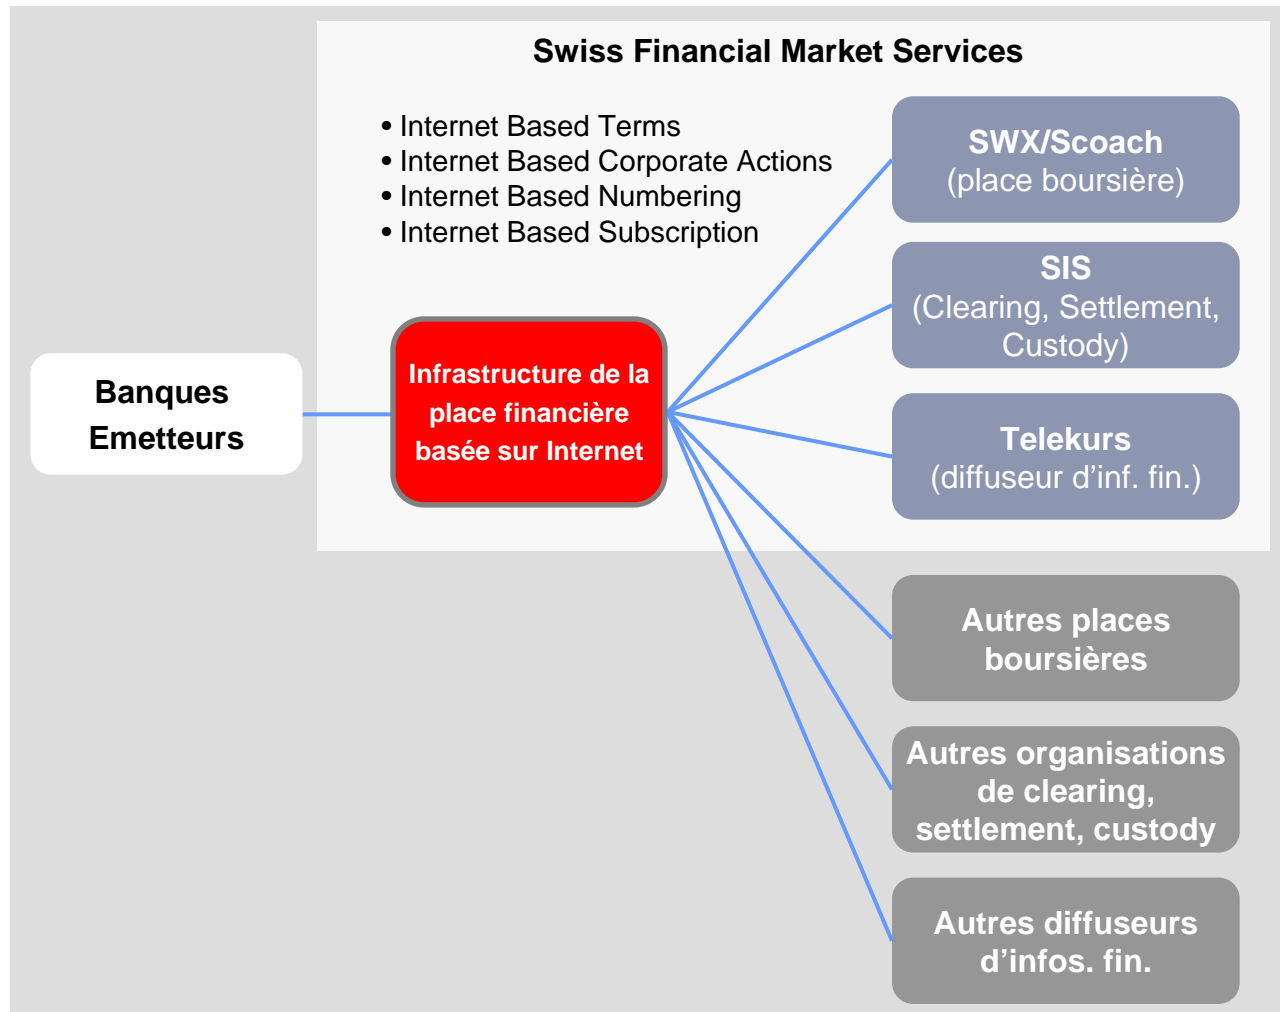 Swiss Financial Market Services
• Internet Based Terms
• Internet Based Corporate Actions
• Internet Based Numbering
• Internet Based Subscription
SWX/Scoach
(place boursière)
SIS
(Clearing, Settlement,
Custody)
Banques
Emetteurs
Infrastructure de la
place financière
basée sur Internet
Telekurs
(diffuseur d’inf. fin.)
Autres places
boursières
Autres organisations
de clearing,
settlement, custody
Autres diffuseurs
d’infos. fin.